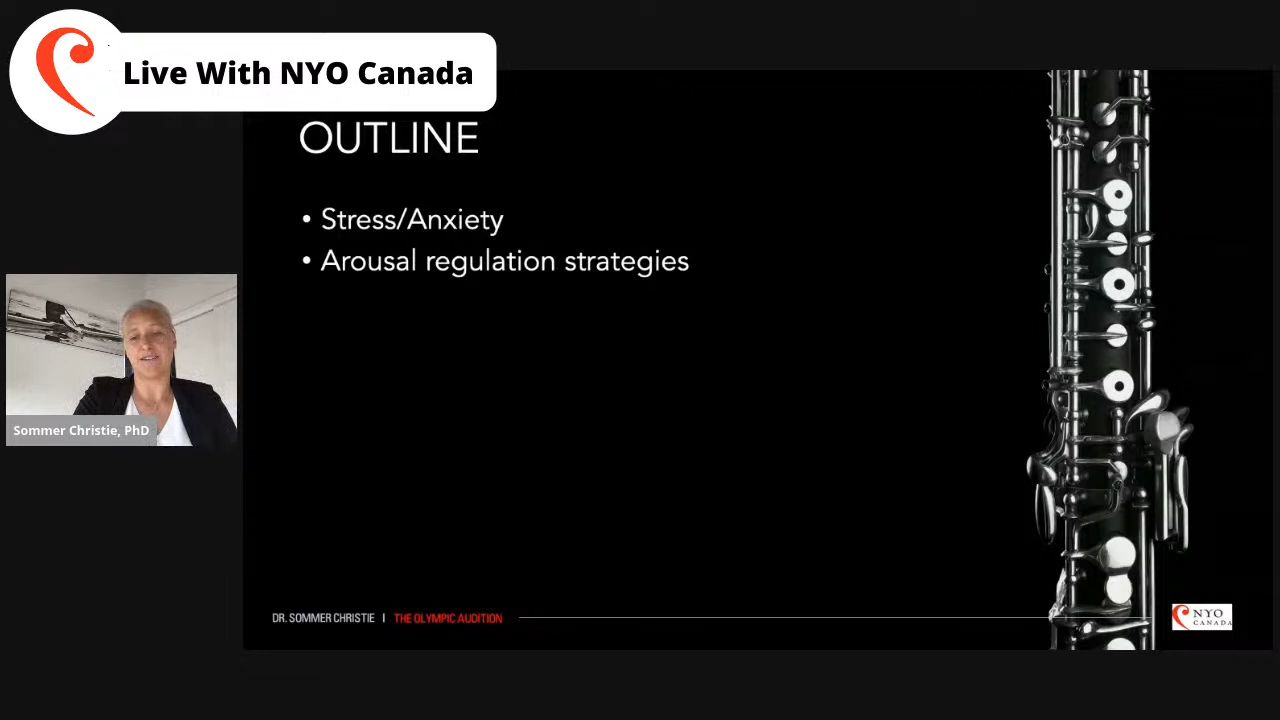 Live With NYO Canada
OUTLINE
• Stress/Anxiety
• Arousal regulation strategies
Sommer Christie, PhD
DR. SOMMER CHRISTIE I THE OLYMPIC AUDITION
NYO
CANADA